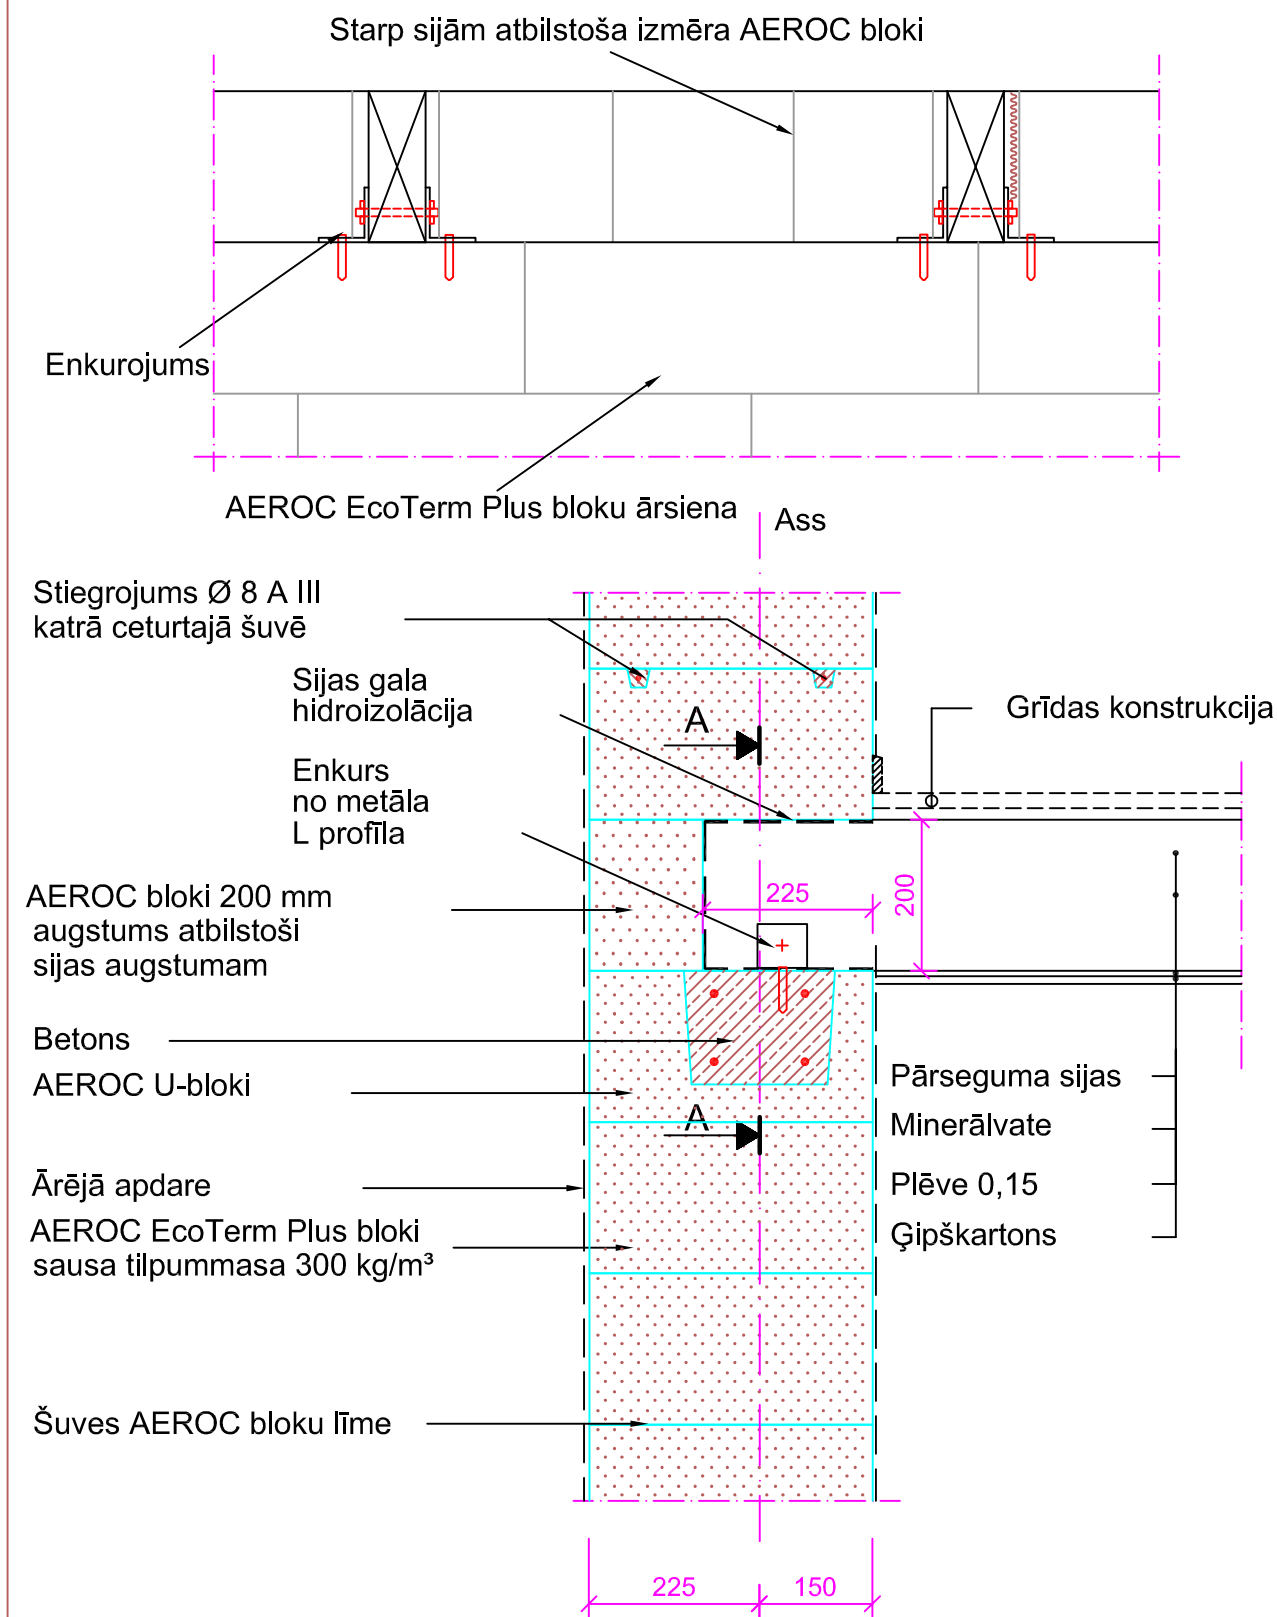 Starp sijām atbilstoša izmēra AEROC bloki
Enkurojums
AEROC EcoTerm Plus bloku ārsiena
Ass
Stiegrojums Ø 8 A III
katrā ceturtajā šuvē
Sijas gala
hidroizolācija
A
Grīdas konstrukcija
Enkurs
no metāla
L profīla
AEROC bloki 200 mm
augstums atbilstoši
sijas augstumam
225
200
Betons
AEROC U-bloki
A
Pārseguma sijas
Minerālvate
Plēve 0,15
Ģipškartons
Ārējā apdare
AEROC EcoTerm Plus bloki
sausa tilpummasa 300 kg/m³
Šuves AEROC bloku līme
225
150